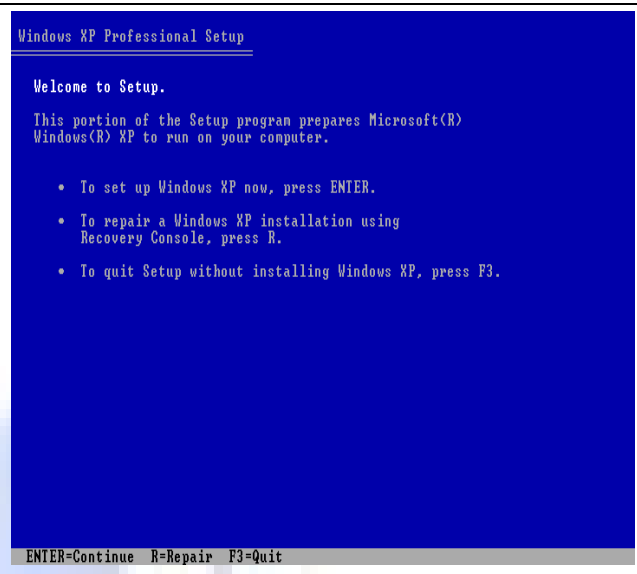 Windows XP Professional Setup
Welcome to Setup.
This portion of the Setup program prepares Microsoft(R)
Windows(R) XP to run on your computer.
• To set up Windows XP now, press ENTER.
• To repair a Windows XP installation using
Recovery Console, press R.
• To quit Setup without installing Windows XP, press F3.
ENTER=Continue R=Repair F3=Quit